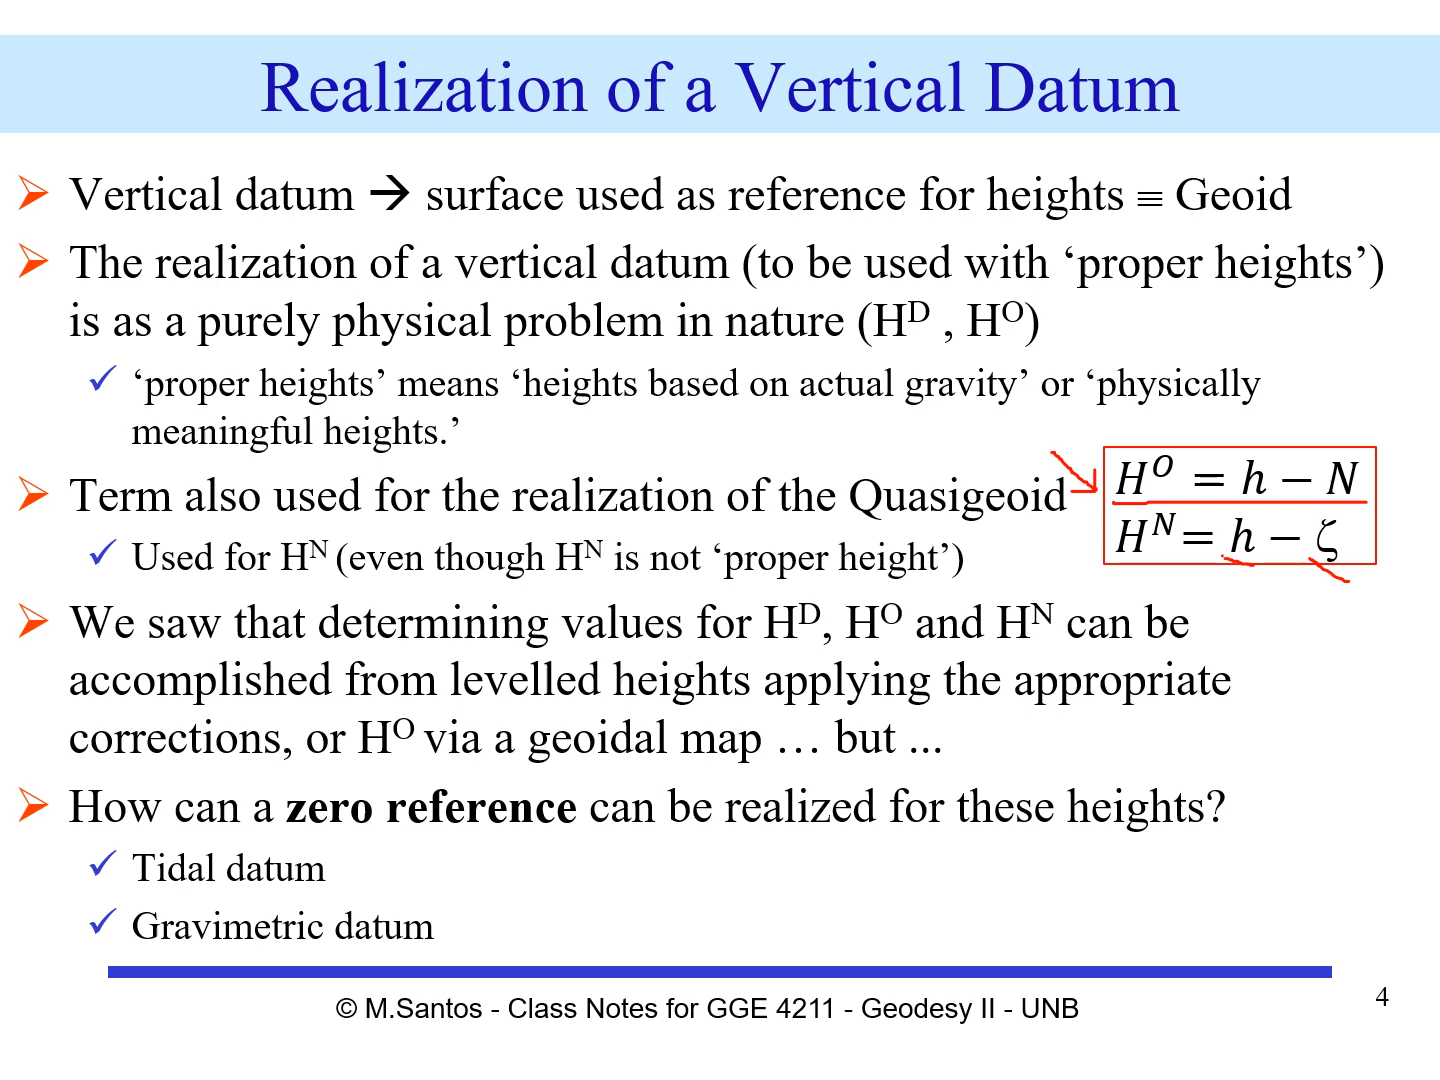 Realization of a Vertical Datum
Vertical datum → surface used as reference for heights ≡ Geoid
The realization of a vertical datum (to be used with ‘proper heights’)
is as a purely physical problem in nature (Hᴰ , Hᴼ)
‘proper heights’ means ‘heights based on actual gravity’ or ‘physically
meaningful heights.’
Term also used for the realization of the Quasigeoid
Hᴼ = h − N
Hᴺ = h − ζ
Used for Hᴺ (even though Hᴺ is not ‘proper height’)
We saw that determining values for Hᴰ, Hᴼ and Hᴺ can be
accomplished from levelled heights applying the appropriate
corrections, or Hᴼ via a geoidal map … but ...
How can a zero reference can be realized for these heights?
Tidal datum
Gravimetric datum
© M.Santos - Class Notes for GGE 4211 - Geodesy II - UNB
4